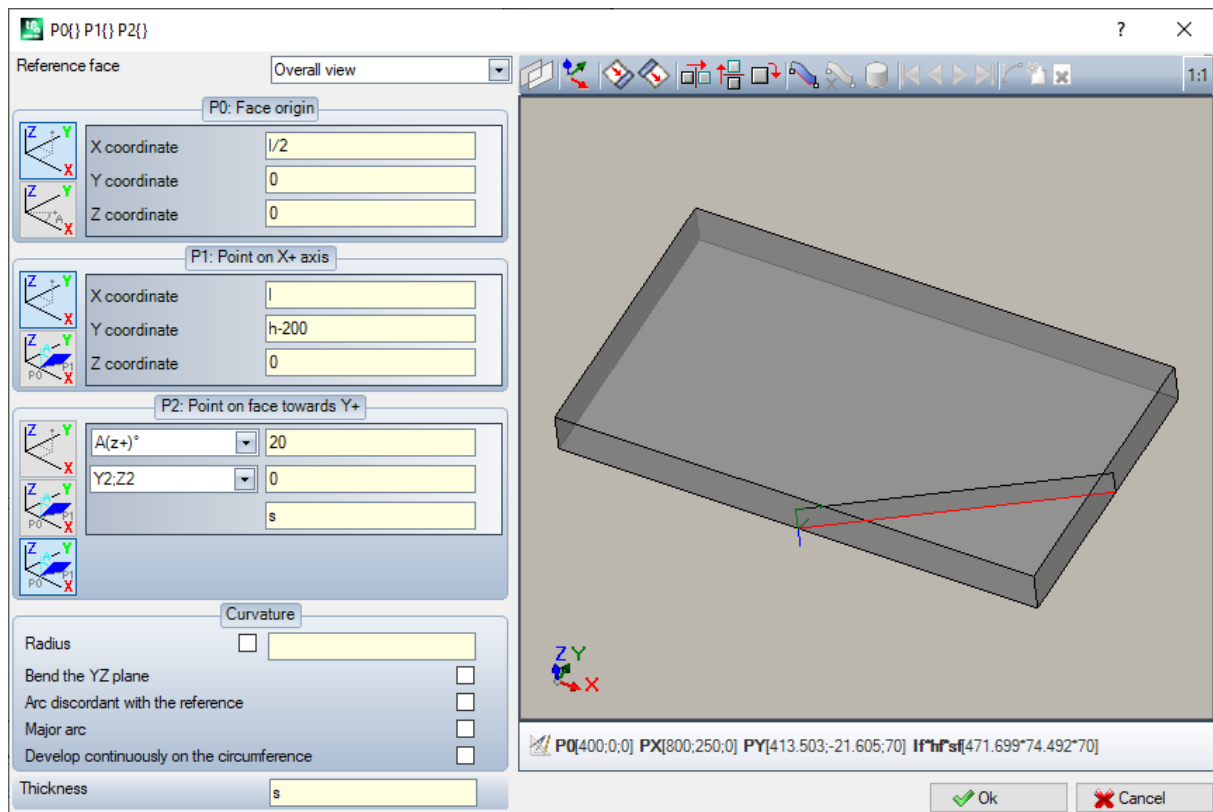 P0{} P1{} P2{}
?
Reference face
Overall view
1:1
P0: Face origin
X coordinate
l/2
Y coordinate
0
Z coordinate
0
P1: Point on X+ axis
X coordinate
l
Y coordinate
h-200
Z coordinate
0
P2: Point on face towards Y+
A(z+)°
20
Y2;Z2
0
s
Curvature
Radius
Bend the YZ plane
Arc discordant with the reference
Major arc
Develop continuously on the circumference
Thickness
s
Z Y
X
P0[400;0;0] PX[800;250;0] PY[413.503;-21.605;70] lf*hf*sf[471.699*74.492*70]
Ok
Cancel